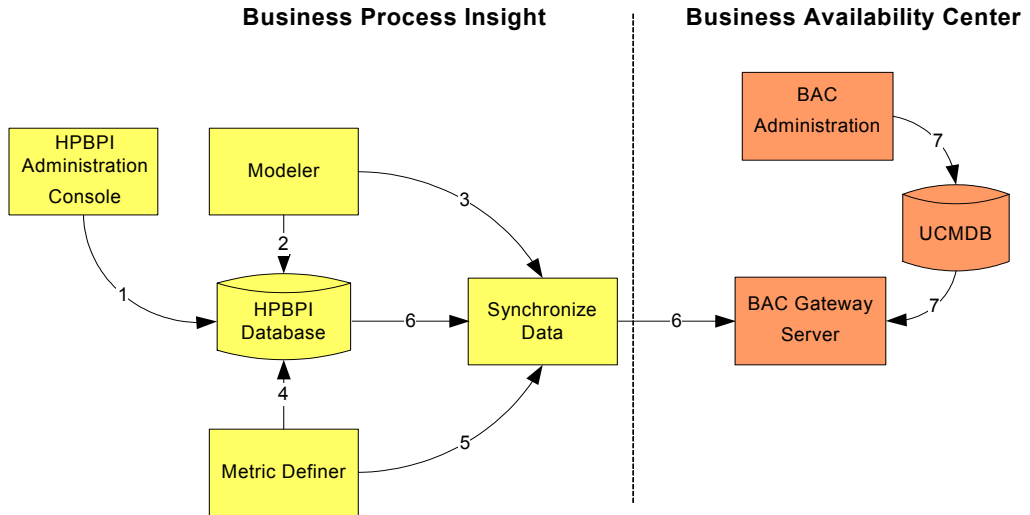 Business Process Insight
Business Availability Center
HPBPI
Administration
Console
Modeler
BAC
Administration
7
3
2
UCMDB
1
HPBPI
Database
6
Synchronize
Data
6
BAC Gateway
Server
7
4
5
Metric Definer